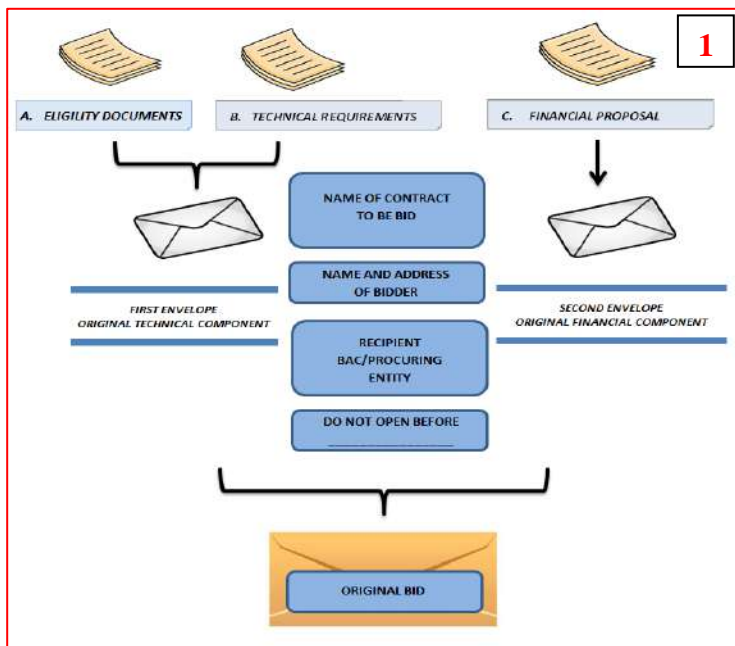 1
A. ELIGILITY DOCUMENTS
B. TECHNICAL REQUIREMENTS
C. FINANCIAL PROPOSAL
NAME OF CONTRACT
TO BE BID
NAME AND ADDRESS
OF BIDDER
FIRST ENVELOPE
ORIGINAL TECHNICAL COMPONENT
SECOND ENVELOPE
ORIGINAL FINANCIAL COMPONENT
RECIPIENT
BAC/PROCURING
ENTITY
DO NOT OPEN BEFORE
___________________
ORIGINAL BID